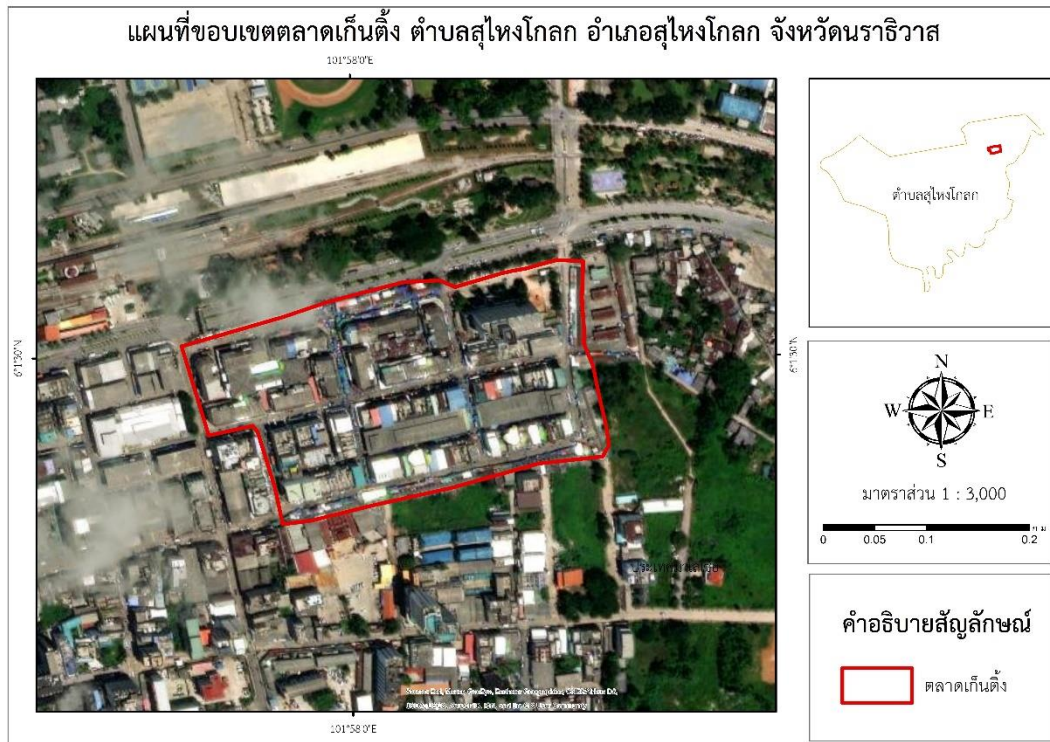 แผนที่ขอบเขตตลาดเก็นติ้ง ตำบลสุไหงโกลก อำเภอสุไหงโกลก จังหวัดนราธิวาส
101°58'0"E
6°1'30"N
6°1'30"N
101°58'0"E
ตำบลสุไหงโกลก
N
W E
S
มาตราส่วน 1 : 3,000
กม
0 0.05 0.1 0.2
คำอธิบายสัญลักษณ์
ตลาดเก็นติ้ง